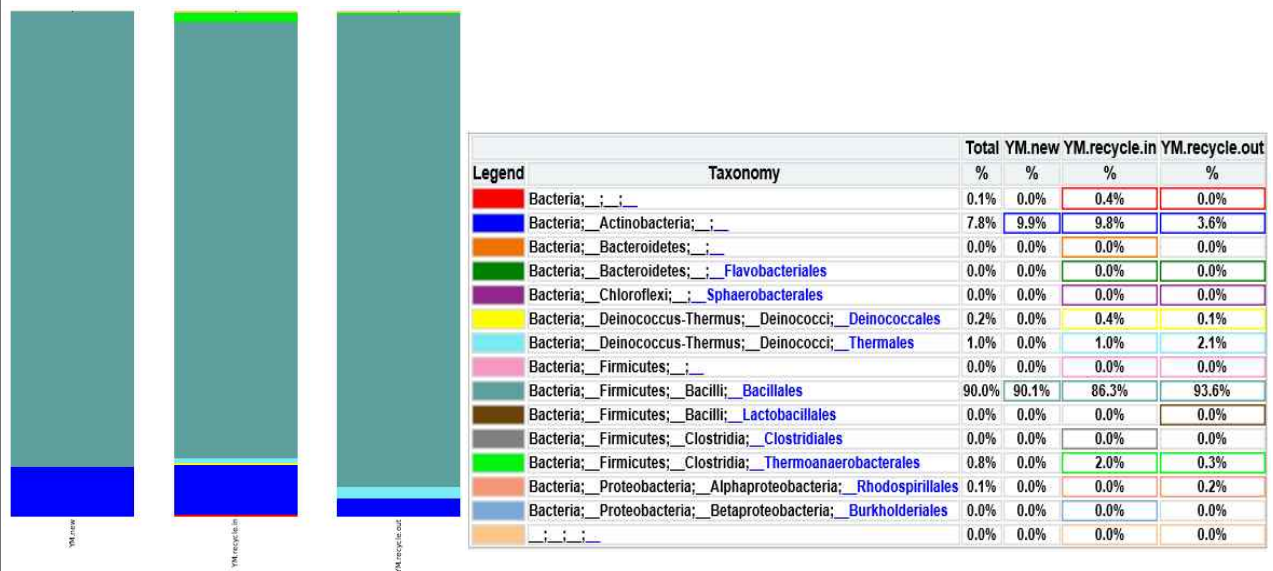 YM.new
YM.recycle.in
YM.recycle.out
Total YM.new YM.recycle.in YM.recycle.out
Legend Taxonomy % % % %
Bacteria;__;__;__ 0.1% 0.0% 0.4% 0.0%
Bacteria;__Actinobacteria;__;__ 7.8% 9.9% 9.8% 3.6%
Bacteria;__Bacteroidetes;__;__ 0.0% 0.0% 0.0% 0.0%
Bacteria;__Bacteroidetes;__;__Flavobacteriales 0.0% 0.0% 0.0% 0.0%
Bacteria;__Chloroflexi;__;__Sphaerobacterales 0.0% 0.0% 0.0% 0.0%
Bacteria;__Deinococcus-Thermus;__Deinococci;__Deinococcales 0.2% 0.0% 0.4% 0.1%
Bacteria;__Deinococcus-Thermus;__Deinococci;__Thermales 1.0% 0.0% 1.0% 2.1%
Bacteria;__Firmicutes;__;__ 0.0% 0.0% 0.0% 0.0%
Bacteria;__Firmicutes;__Bacilli;__Bacillales 90.0% 90.1% 86.3% 93.6%
Bacteria;__Firmicutes;__Bacilli;__Lactobacillales 0.0% 0.0% 0.0% 0.0%
Bacteria;__Firmicutes;__Clostridia;__Clostridiales 0.0% 0.0% 0.0% 0.0%
Bacteria;__Firmicutes;__Clostridia;__Thermoanaerobacterales 0.8% 0.0% 2.0% 0.3%
Bacteria;__Proteobacteria;__Alphaproteobacteria;__Rhodospirillales 0.1% 0.0% 0.0% 0.2%
Bacteria;__Proteobacteria;__Betaproteobacteria;__Burkholderiales 0.0% 0.0% 0.0% 0.0%
__;__;__;__ 0.0% 0.0% 0.0% 0.0%